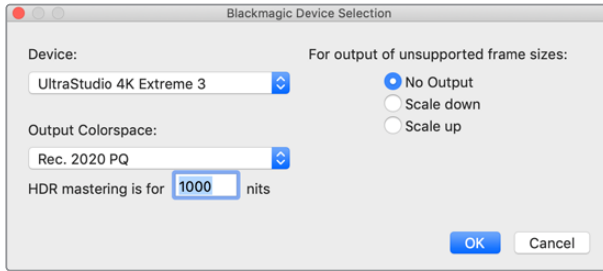 Blackmagic Device Selection
Device:
UltraStudio 4K Extreme 3
Output Colorspace:
Rec. 2020 PQ
HDR mastering is for 1000 nits
For output of unsupported frame sizes:
No Output
Scale down
Scale up
OK Cancel